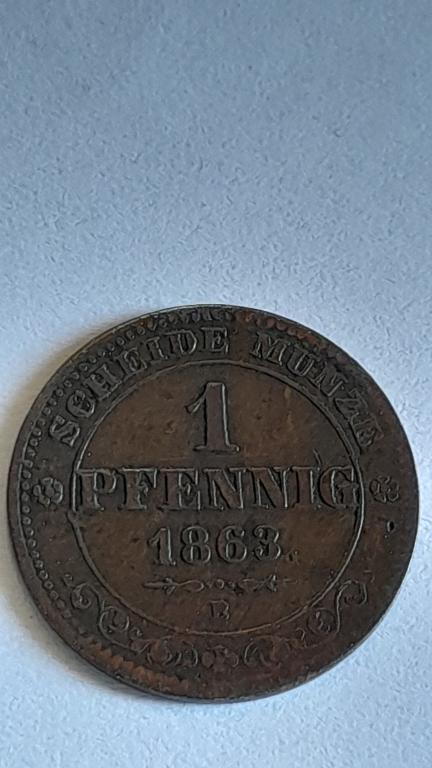 SCHEIDE MÜNZE
1
PFENNIG
1863.
B